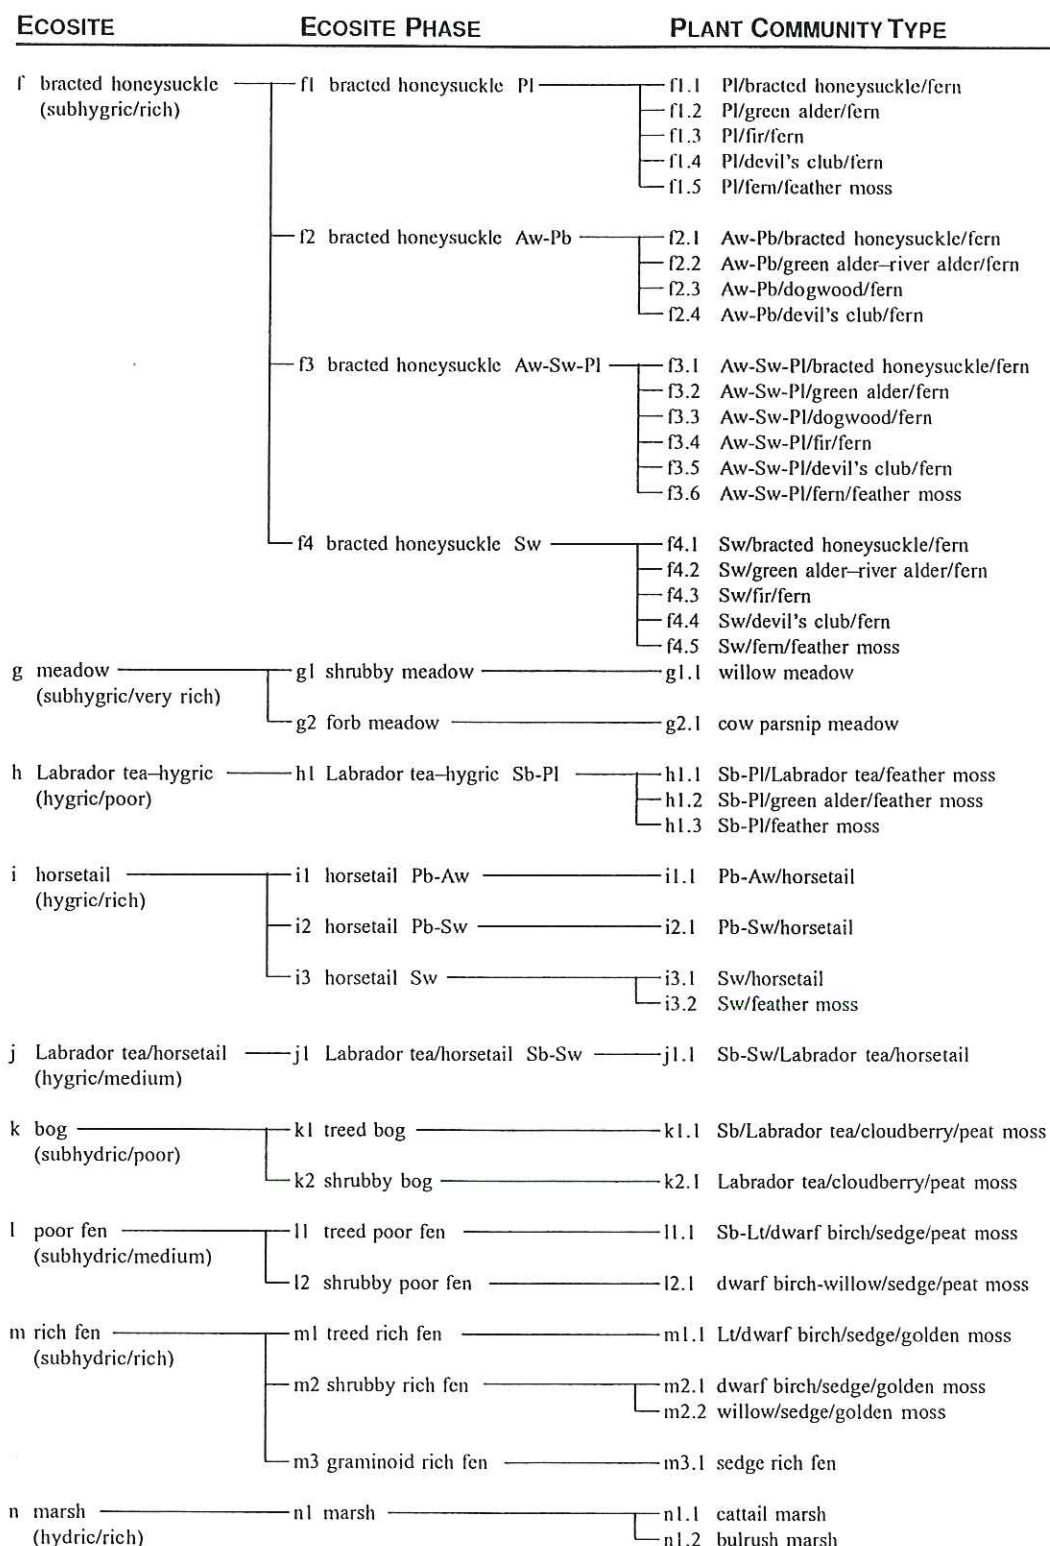 ECOSITE ECOSITE PHASE PLANT COMMUNITY TYPE
f bracted honeysuckle f1 bracted honeysuckle Pl f1.1 Pl/bracted honeysuckle/fern
(subhygric/rich) f1.2 Pl/green alder/fern
f1.3 Pl/fir/fern
f1.4 Pl/devil's club/fern
f1.5 Pl/fern/feather moss
f2 bracted honeysuckle Aw-Pb f2.1 Aw-Pb/bracted honeysuckle/fern
f2.2 Aw-Pb/green alder–river alder/fern
f2.3 Aw-Pb/dogwood/fern
f2.4 Aw-Pb/devil's club/fern
f3 bracted honeysuckle Aw-Sw-Pl f3.1 Aw-Sw-Pl/bracted honeysuckle/fern
f3.2 Aw-Sw-Pl/green alder/fern
f3.3 Aw-Sw-Pl/dogwood/fern
f3.4 Aw-Sw-Pl/fir/fern
f3.5 Aw-Sw-Pl/devil's club/fern
f3.6 Aw-Sw-Pl/fern/feather moss
f4 bracted honeysuckle Sw f4.1 Sw/bracted honeysuckle/fern
f4.2 Sw/green alder–river alder/fern
f4.3 Sw/fir/fern
f4.4 Sw/devil's club/fern
f4.5 Sw/fern/feather moss
g meadow g1 shrubby meadow g1.1 willow meadow
(subhygric/very rich)
g2 forb meadow g2.1 cow parsnip meadow
h Labrador tea–hygric h1 Labrador tea–hygric Sb-Pl h1.1 Sb-Pl/Labrador tea/feather moss
(hygric/poor) h1.2 Sb-Pl/green alder/feather moss
h1.3 Sb-Pl/feather moss
i horsetail i1 horsetail Pb-Aw i1.1 Pb-Aw/horsetail
(hygric/rich)
i2 horsetail Pb-Sw i2.1 Pb-Sw/horsetail
i3 horsetail Sw i3.1 Sw/horsetail
i3.2 Sw/feather moss
j Labrador tea/horsetail j1 Labrador tea/horsetail Sb-Sw j1.1 Sb-Sw/Labrador tea/horsetail
(hygric/medium)
k bog k1 treed bog k1.1 Sb/Labrador tea/cloudberry/peat moss
(subhydric/poor)
k2 shrubby bog k2.1 Labrador tea/cloudberry/peat moss
l poor fen l1 treed poor fen l1.1 Sb-Lt/dwarf birch/sedge/peat moss
(subhydric/medium)
l2 shrubby poor fen l2.1 dwarf birch-willow/sedge/peat moss
m rich fen m1 treed rich fen m1.1 Lt/dwarf birch/sedge/golden moss
(subhydric/rich)
m2 shrubby rich fen m2.1 dwarf birch/sedge/golden moss
m2.2 willow/sedge/golden moss
m3 graminoid rich fen m3.1 sedge rich fen
n marsh n1 marsh n1.1 cattail marsh
(hydric/rich) n1.2 bulrush marsh